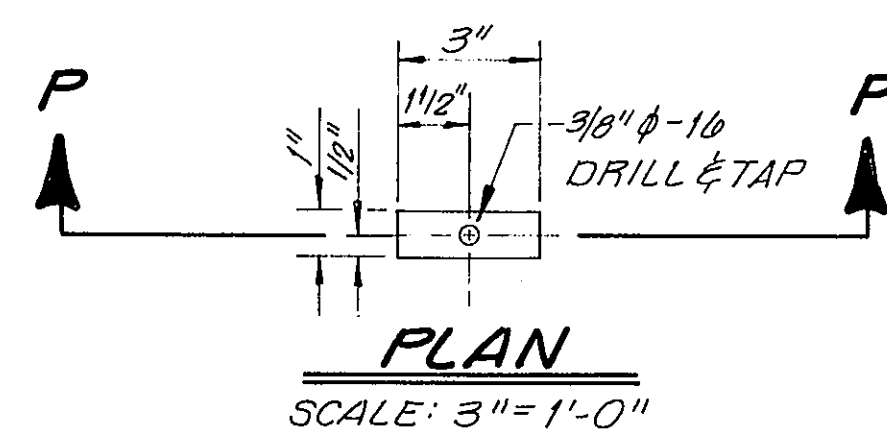 3"
P
P
1 1/2"
3/8" φ-16
DRILL & TAP
1"
1/2"
PLAN
SCALE: 3" = 1'-0"